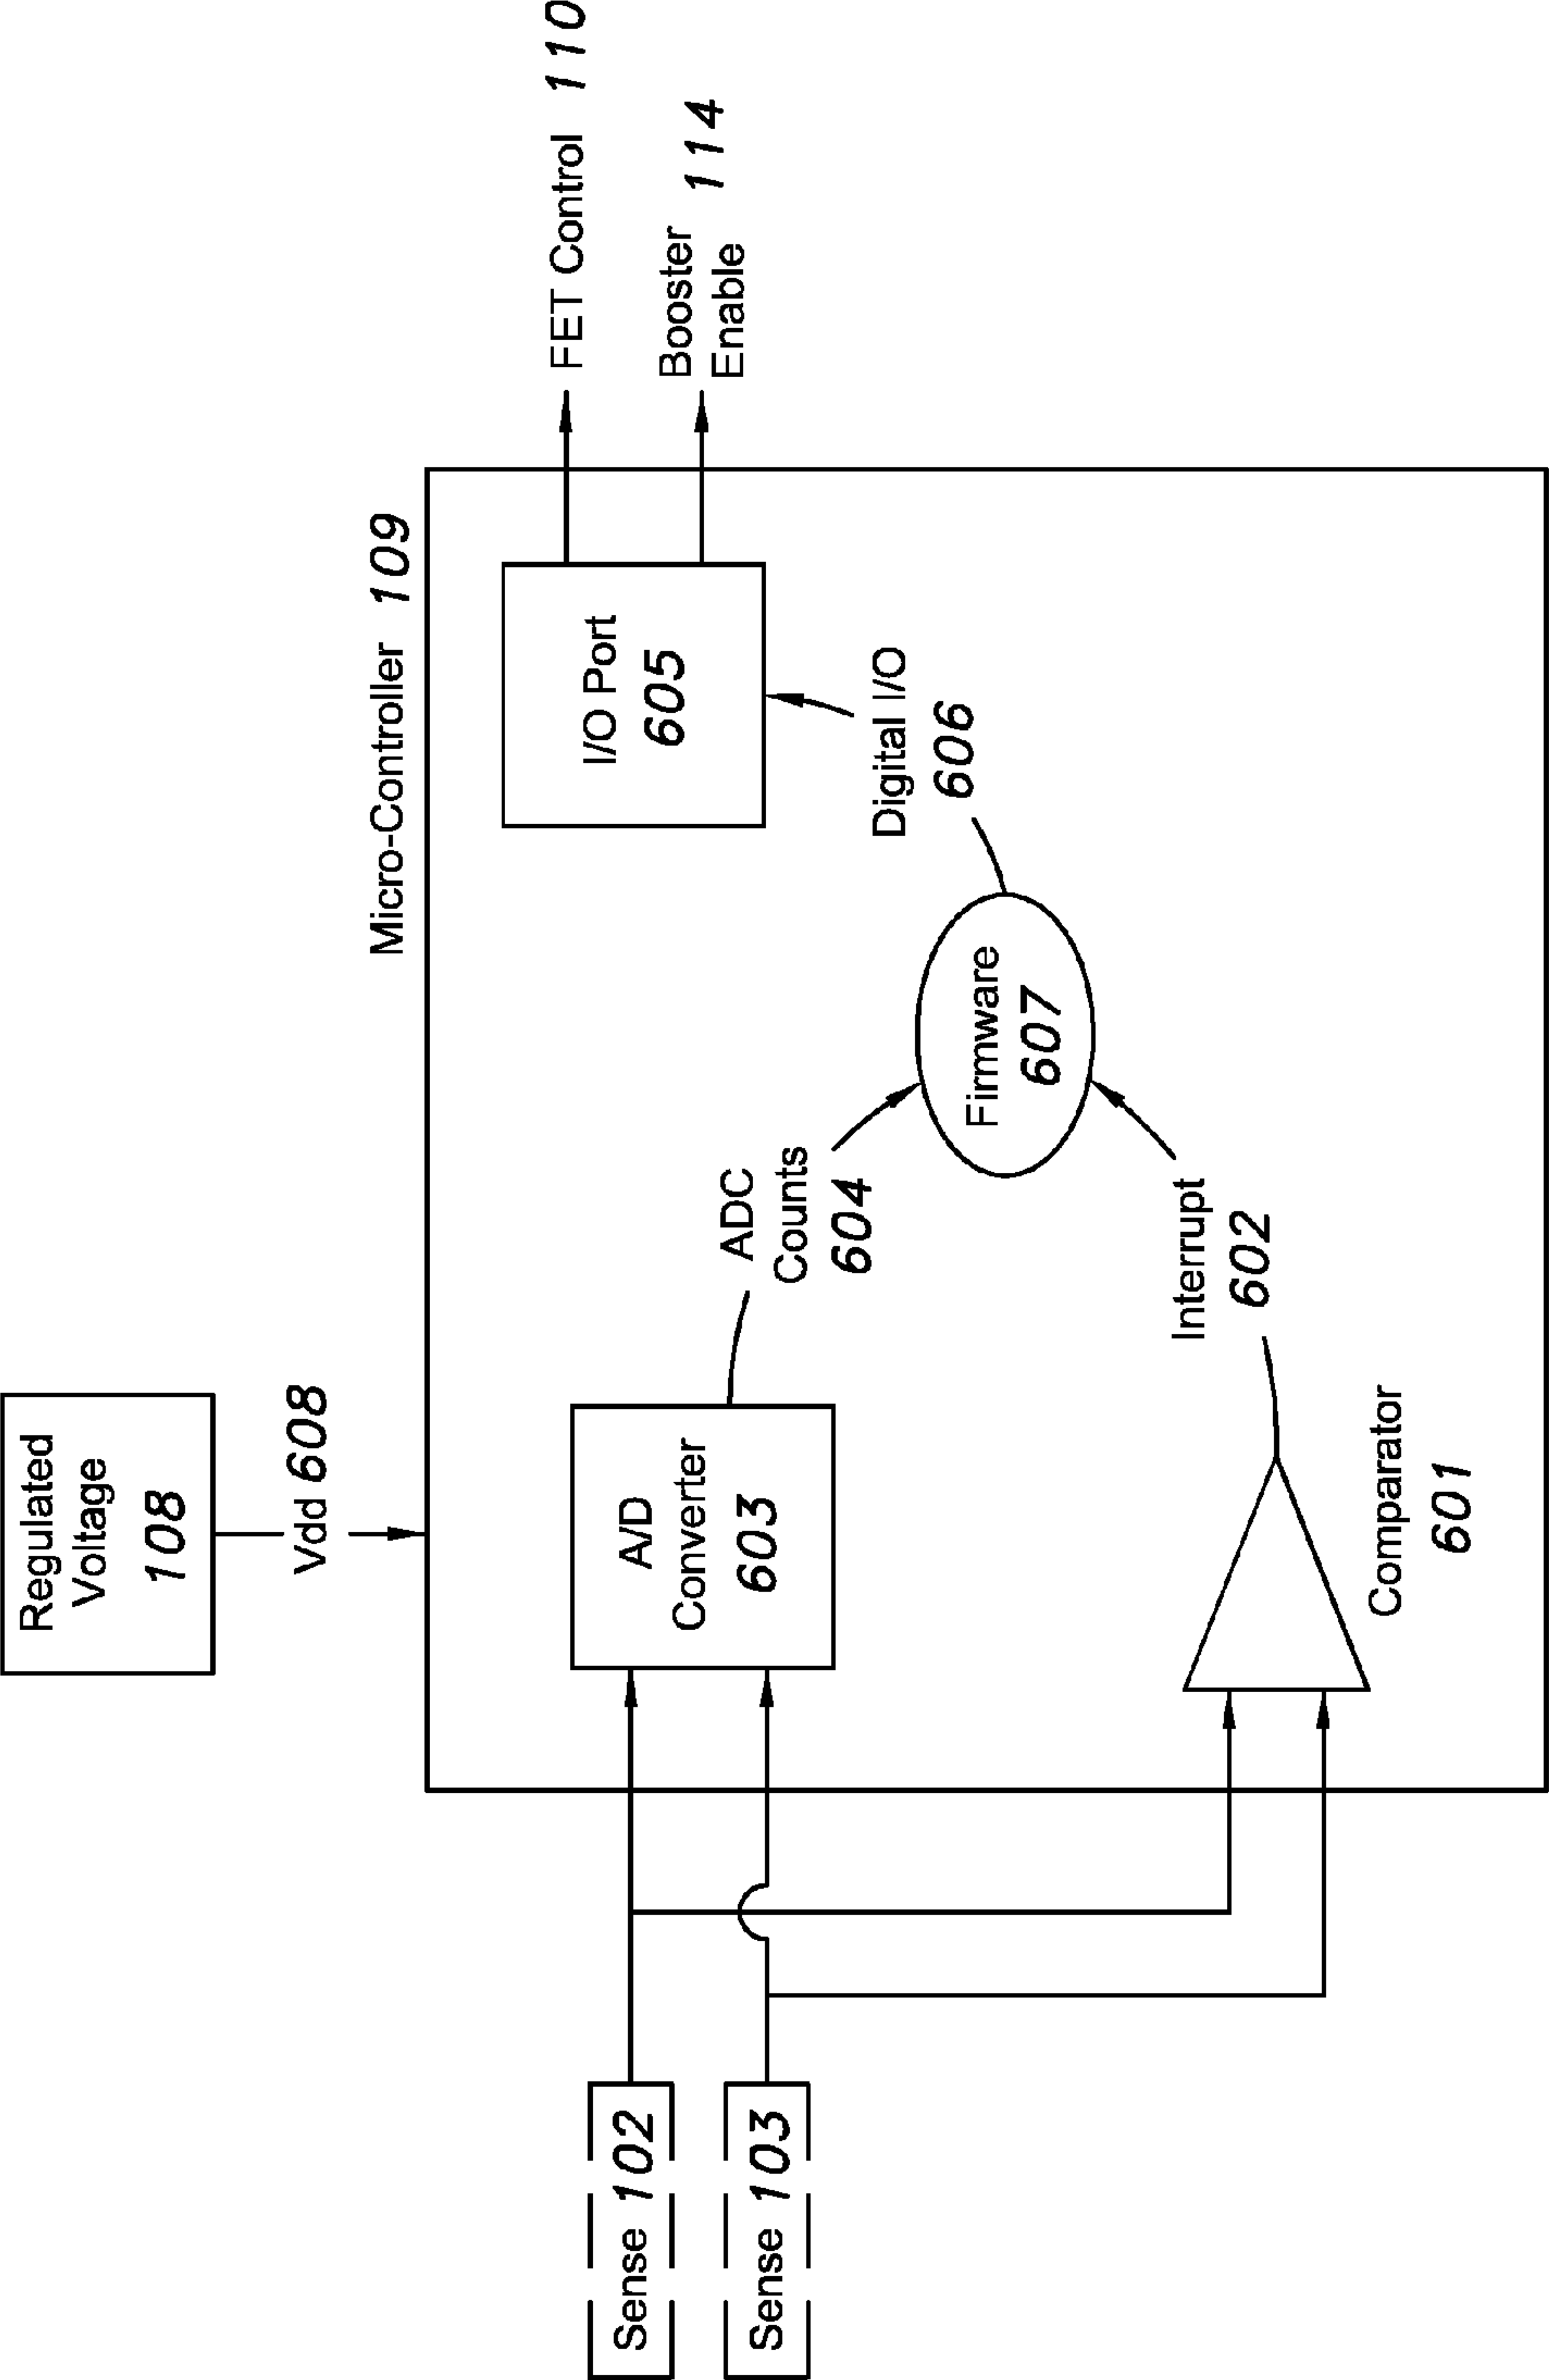 Regulated
Voltage
108
Vdd 608
Micro-Controller 109
Sense 102
Sense 103
A/D
Converter
603
ADC
Counts
604
Firmware
607
Interrupt
602
Comparator
601
Digital I/O
606
I/O Port
605
FET Control 110
Booster
Enable
114